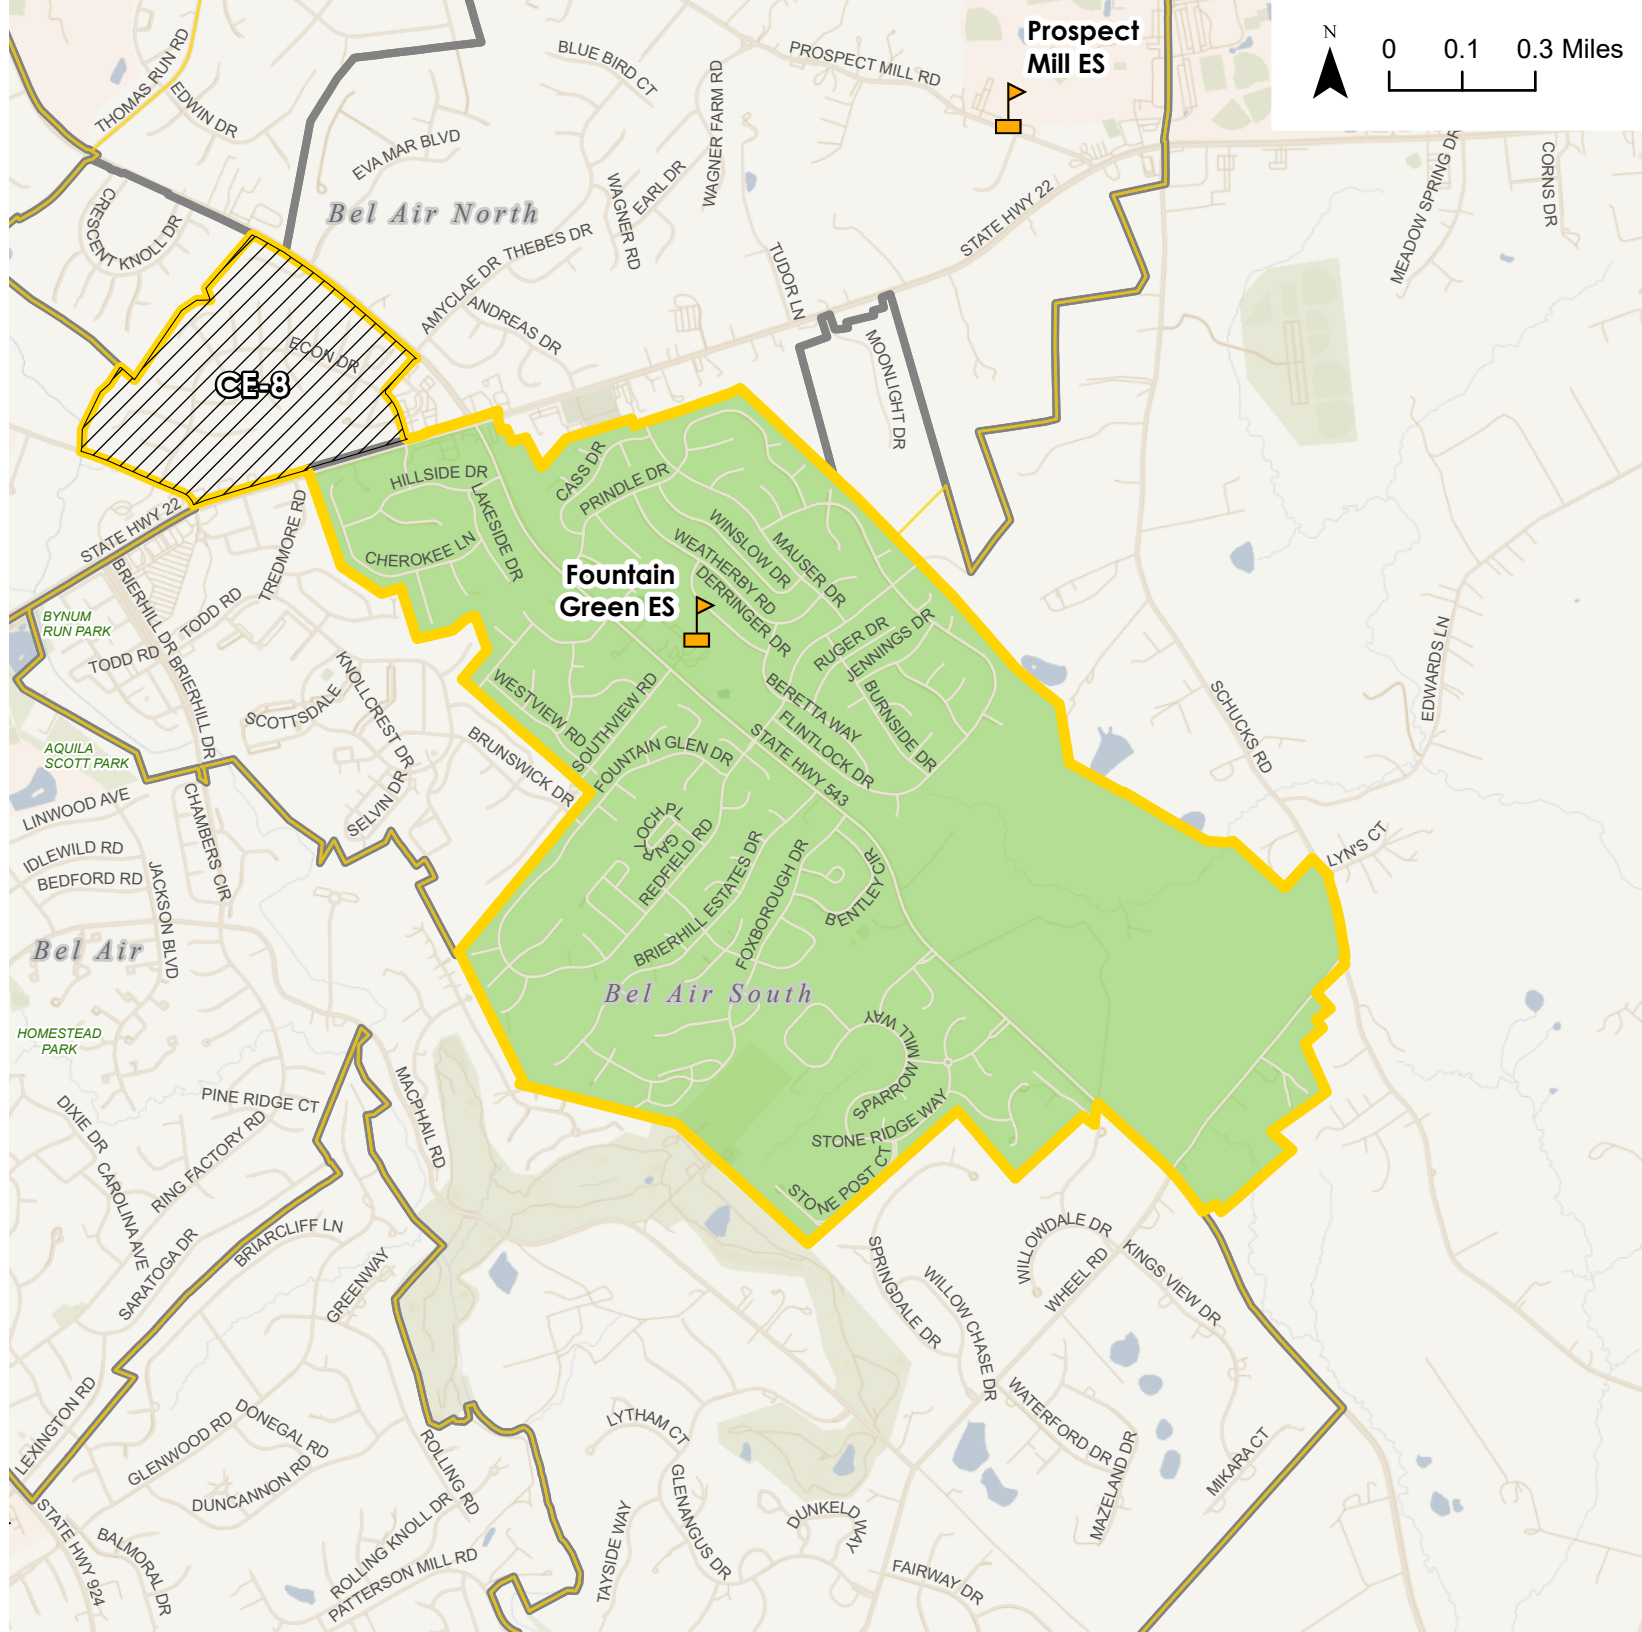 Prospect
Mill ES
N
0 0.1 0.3 Miles
THOMAS RUN RD
EDWIN DR
BLUE BIRD CT
PROSPECT MILL RD
WAGNER FARM RD
EVA MAR BLVD
EARL DR
WAGNER RD
CRESCENT KNOLL DR
Bel Air North
THEBES DR
AMYCLAE DR
ANDREAS DR
TUDOR LN
STATE HWY 22
MEADOW SPRING DR
CORNS DR
MOONLIGHT DR
ECON DR
CE-8
HILLSIDE DR
LAKESIDE DR
CASS DR
PRINDLE DR
CHEROKEE LN
WINSLOW DR
MAUSER DR
WEATHERBY RD
DERRINGER DR
Fountain
Green ES
STATE HWY 22
TREDMORE RD
BRIERHILL DR
BRIERHILL DR
TODD RD
TODD RD
BYNUM
RUN PARK
RUGER DR
JENNINGS DR
BURNSIDE DR
BERETTA WAY
FLINTLOCK DR
STATE HWY 543
EDWARDS LN
SCHUCKS RD
KNOLLCREST DR
SCOTTSDALE
WESTVIEW RD
SOUTHVIEW RD
BRUNSWICK DR
FOUNTAIN GLEN DR
AQUILA
SCOTT PARK
LINWOOD AVE
CHAMBERS CIR
SELVIN DR
IDLEWILD RD
BEDFORD RD
JACKSON BLVD
GAIRLOCH PL
REDFIELD RD
BRIERHILL ESTATES DR
FOXBOROUGH DR
BENTLEY CIR
LYN'S CT
Bel Air
Bel Air South
HOMESTEAD
PARK
SPARROW MILL WAY
STONE RIDGE WAY
STONE POST CT
MACPHAIL RD
PINE RIDGE CT
RING FACTORY RD
DIXIE DR
CAROLINA AVE
SARATOGA DR
BRIARCLIFF LN
GREENWAY
SPRINGDALE DR
WILLOW CHASE DR
WILLOWDALE DR
WHEEL RD
KINGS VIEW DR
LEXINGTON RD
GLENWOOD RD
DONEGAL RD
DUNCANNON RD
ROLLING RD
LYTHAM CT
GLENANGUS DR
WATERFORD DR
MAZELAND DR
MIKARA CT
STATE HWY 924
BALMORAL DR
ROLLING KNOLL DR
PATTERSON MILL RD
TAYSIDE WAY
DUNKELD WAY
FAIRWAY DR